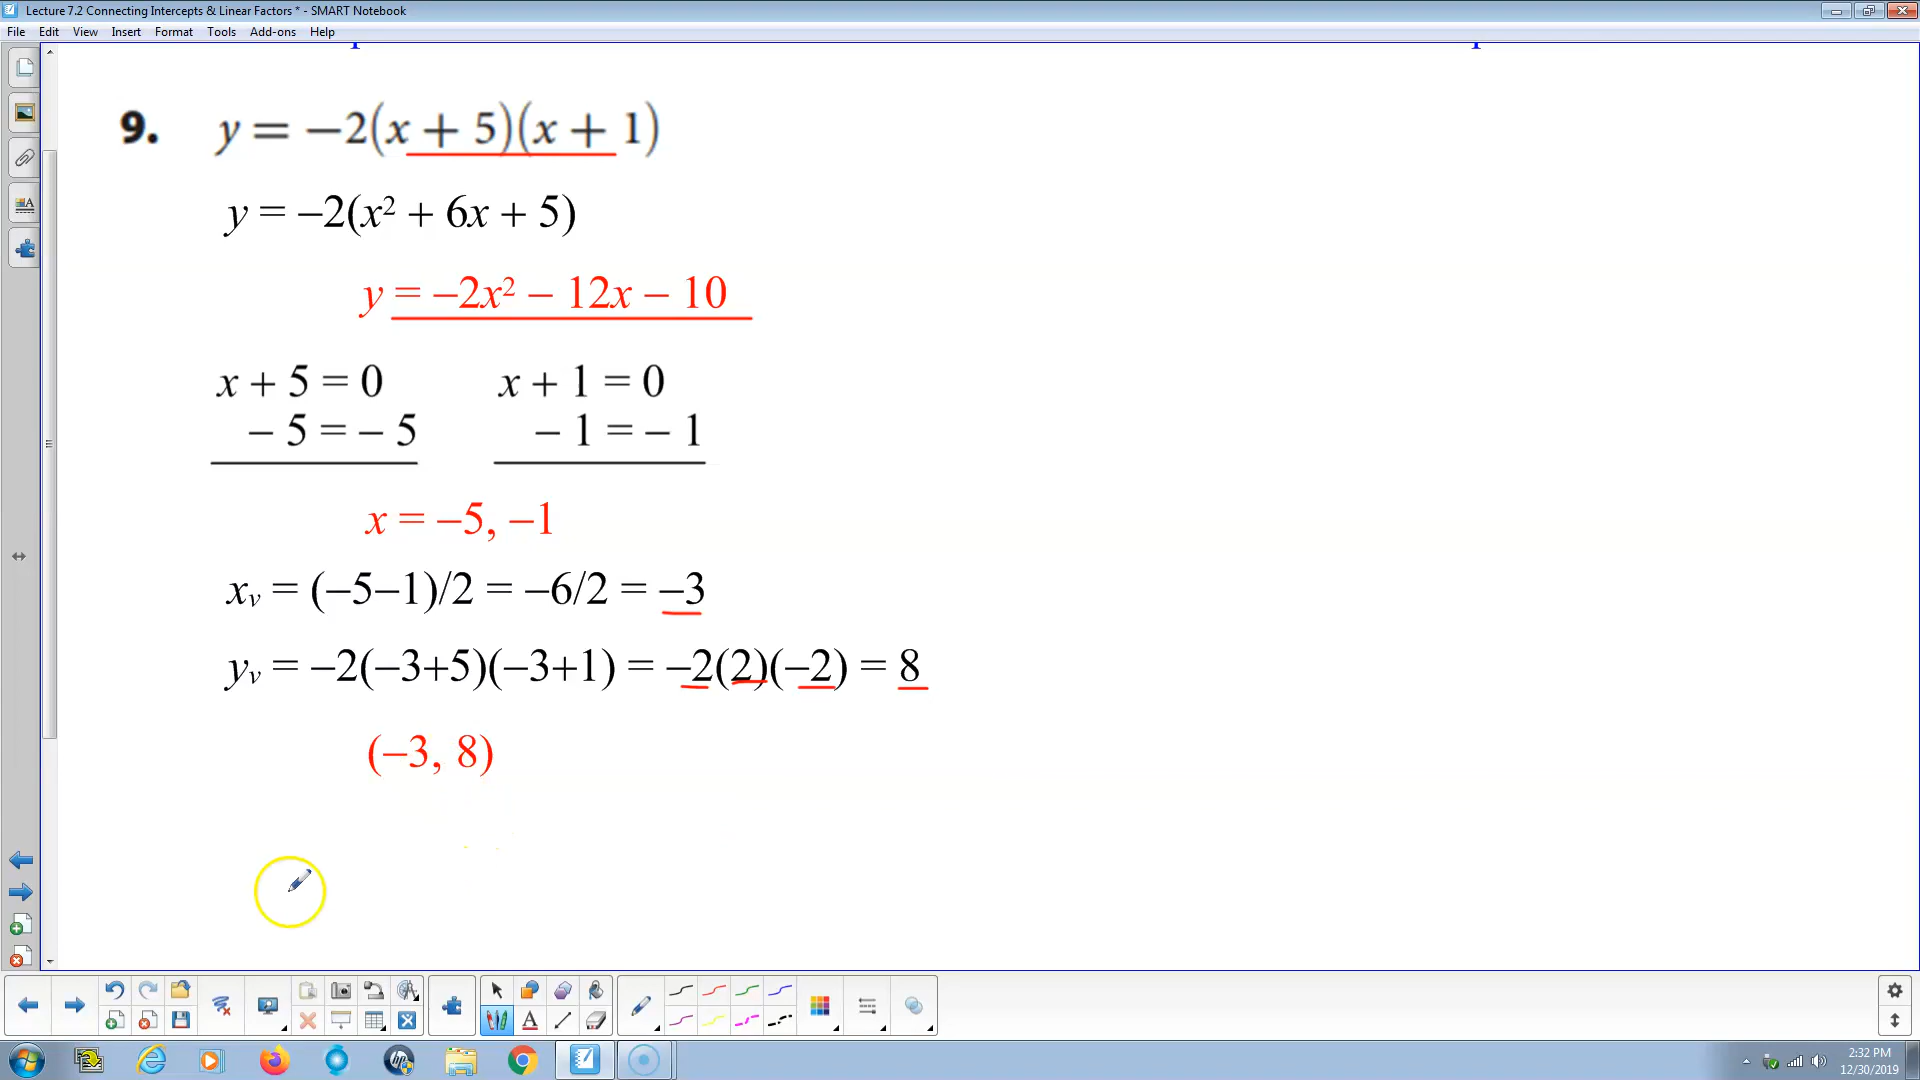 Lecture 7.2 Connecting Intercepts & Linear Factors * - SMART Notebook
File Edit View Insert Format Tools Add-ons Help
9. y = −2(x + 5)(x + 1)
y = –2(x² + 6x + 5)
y = –2x² – 12x – 10
x + 5 = 0 x + 1 = 0
– 5 = – 5 – 1 = – 1
x = –5, –1
xᵥ = (–5–1)/2 = –6/2 = –3
yᵥ = –2(–3+5)(–3+1) = –2(2)(–2) = 8
(–3, 8)
2:32 PM
12/30/2019